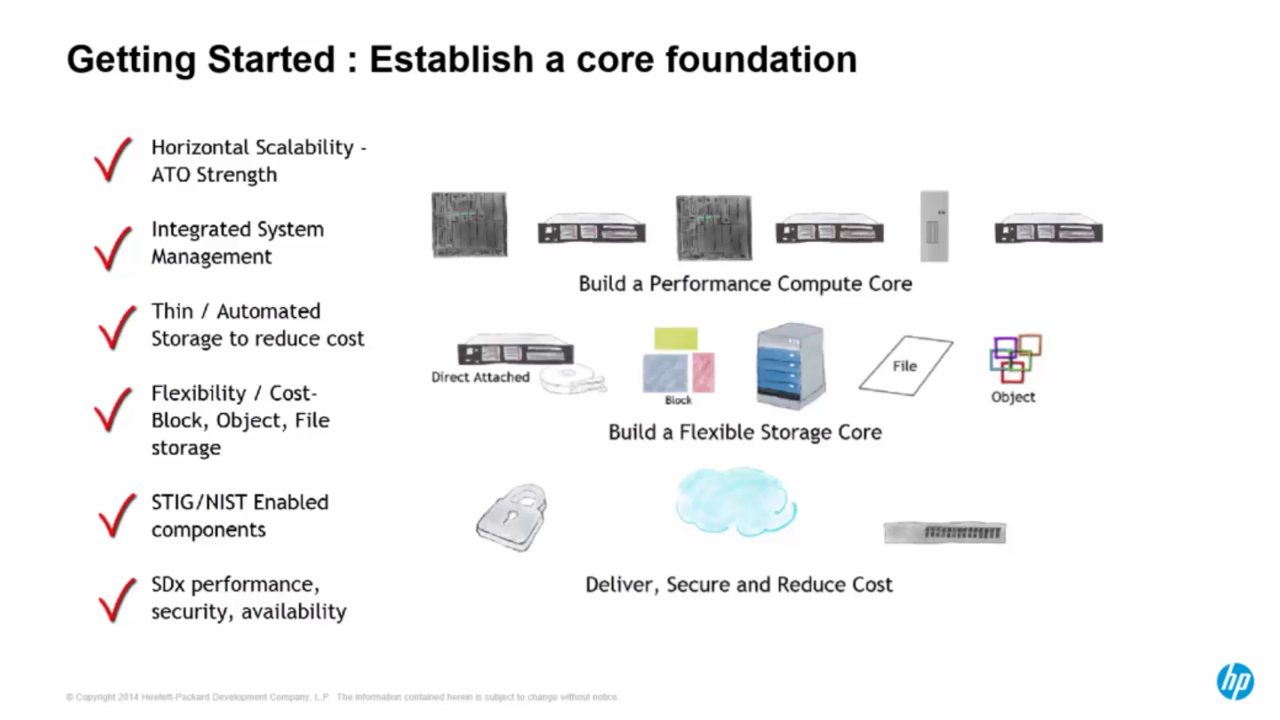 Getting Started : Establish a core foundation
Horizontal Scalability -
ATO Strength
Integrated System
Management
Thin / Automated
Storage to reduce cost
Flexibility / Cost-
Block, Object, File
storage
STIG/NIST Enabled
components
SDx performance,
security, availability
Build a Performance Compute Core
Direct Attached
Block
File
Object
Build a Flexible Storage Core
Deliver, Secure and Reduce Cost
© Copyright 2014 Hewlett-Packard Development Company, L.P. The information contained herein is subject to change without notice.
hp